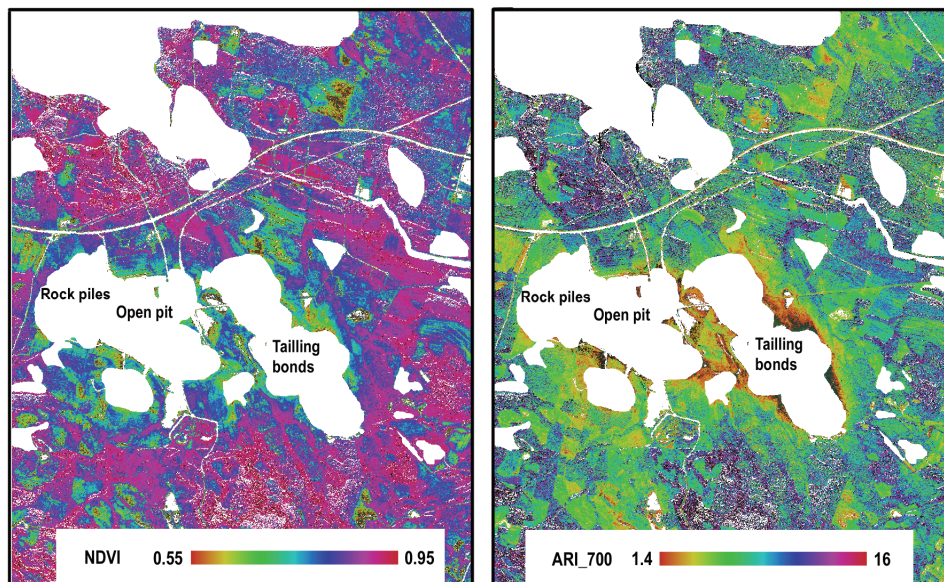 Rock piles
Open pit
Tailling
bonds
NDVI 0.55 0.95
Rock piles
Open pit
Tailling
bonds
ARI_700 1.4 16